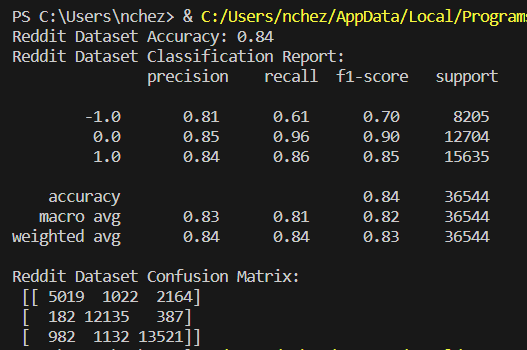 PS C:\Users\nchez> & C:/Users/nchez/AppData/Local/Programs
Reddit Dataset Accuracy: 0.84
Reddit Dataset Classification Report:
precision recall f1-score support
-1.0 0.81 0.61 0.70 8205
0.0 0.85 0.96 0.90 12704
1.0 0.84 0.86 0.85 15635
accuracy 0.84 36544
macro avg 0.83 0.81 0.82 36544
weighted avg 0.84 0.84 0.83 36544
Reddit Dataset Confusion Matrix:
[[ 5019 1022 2164]
[ 182 12135 387]
[ 982 1132 13521]]